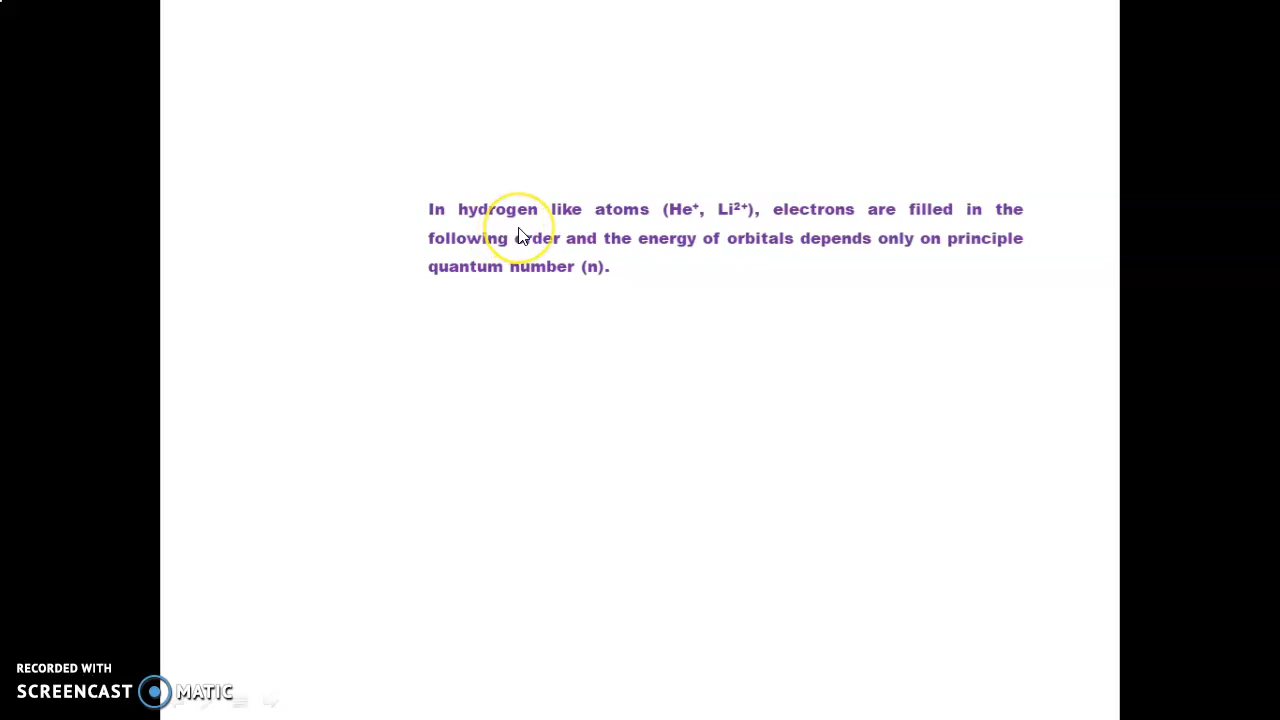 In hydrogen like atoms (He⁺, Li²⁺), electrons are filled in the
following order and the energy of orbitals depends only on principle
quantum number (n).
RECORDED WITH
SCREENCAST MATIC